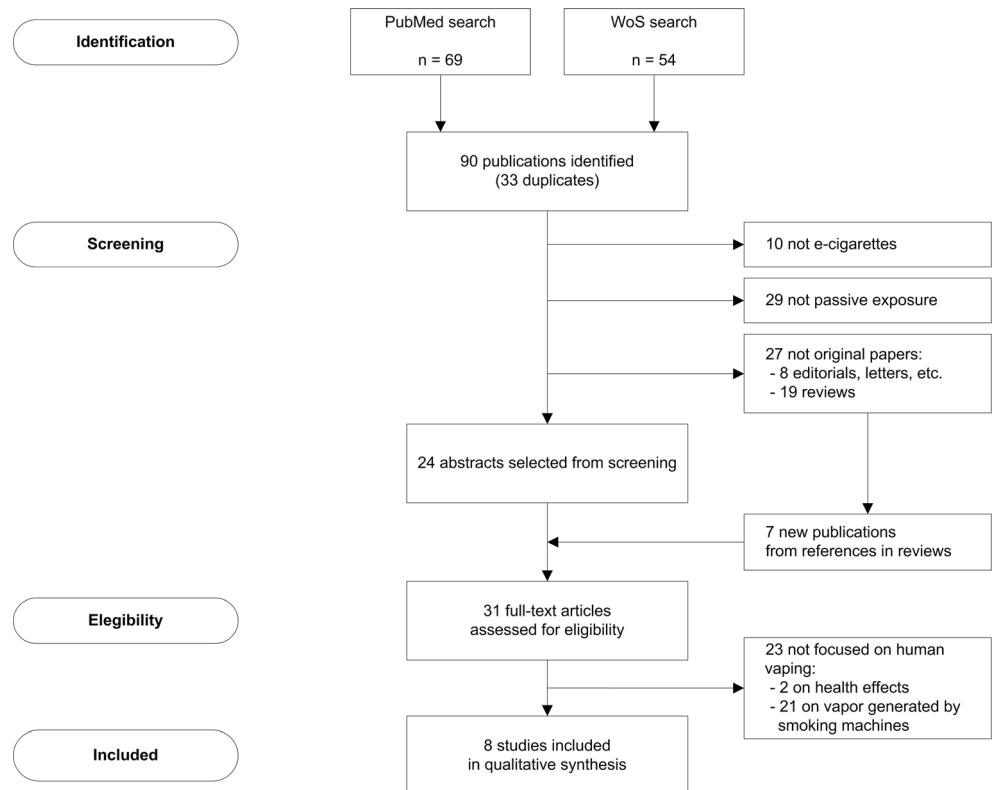 Identification
PubMed search
n = 69
WoS search
n = 54
90 publications identified
(33 duplicates)
Screening
10 not e-cigarettes
29 not passive exposure
27 not original papers:
- 8 editorials, letters, etc.
- 19 reviews
24 abstracts selected from screening
7 new publications
from references in reviews
Elegibility
31 full-text articles
assessed for eligibility
23 not focused on human
vaping:
- 2 on health effects
- 21 on vapor generated by
smoking machines
Included
8 studies included
in qualitative synthesis